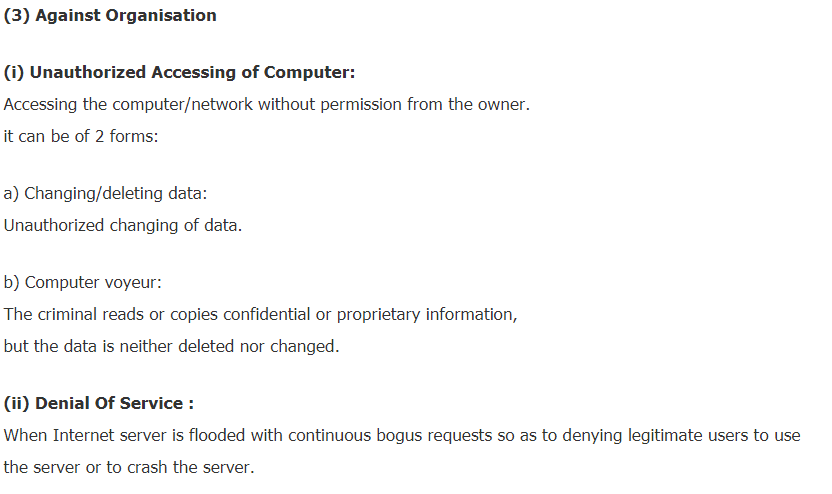 (3) Against Organisation
(i) Unauthorized Accessing of Computer:
Accessing the computer/network without permission from the owner.
it can be of 2 forms:
a) Changing/deleting data:
Unauthorized changing of data.
b) Computer voyeur:
The criminal reads or copies confidential or proprietary information,
but the data is neither deleted nor changed.
(ii) Denial Of Service :
When Internet server is flooded with continuous bogus requests so as to denying legitimate users to use
the server or to crash the server.